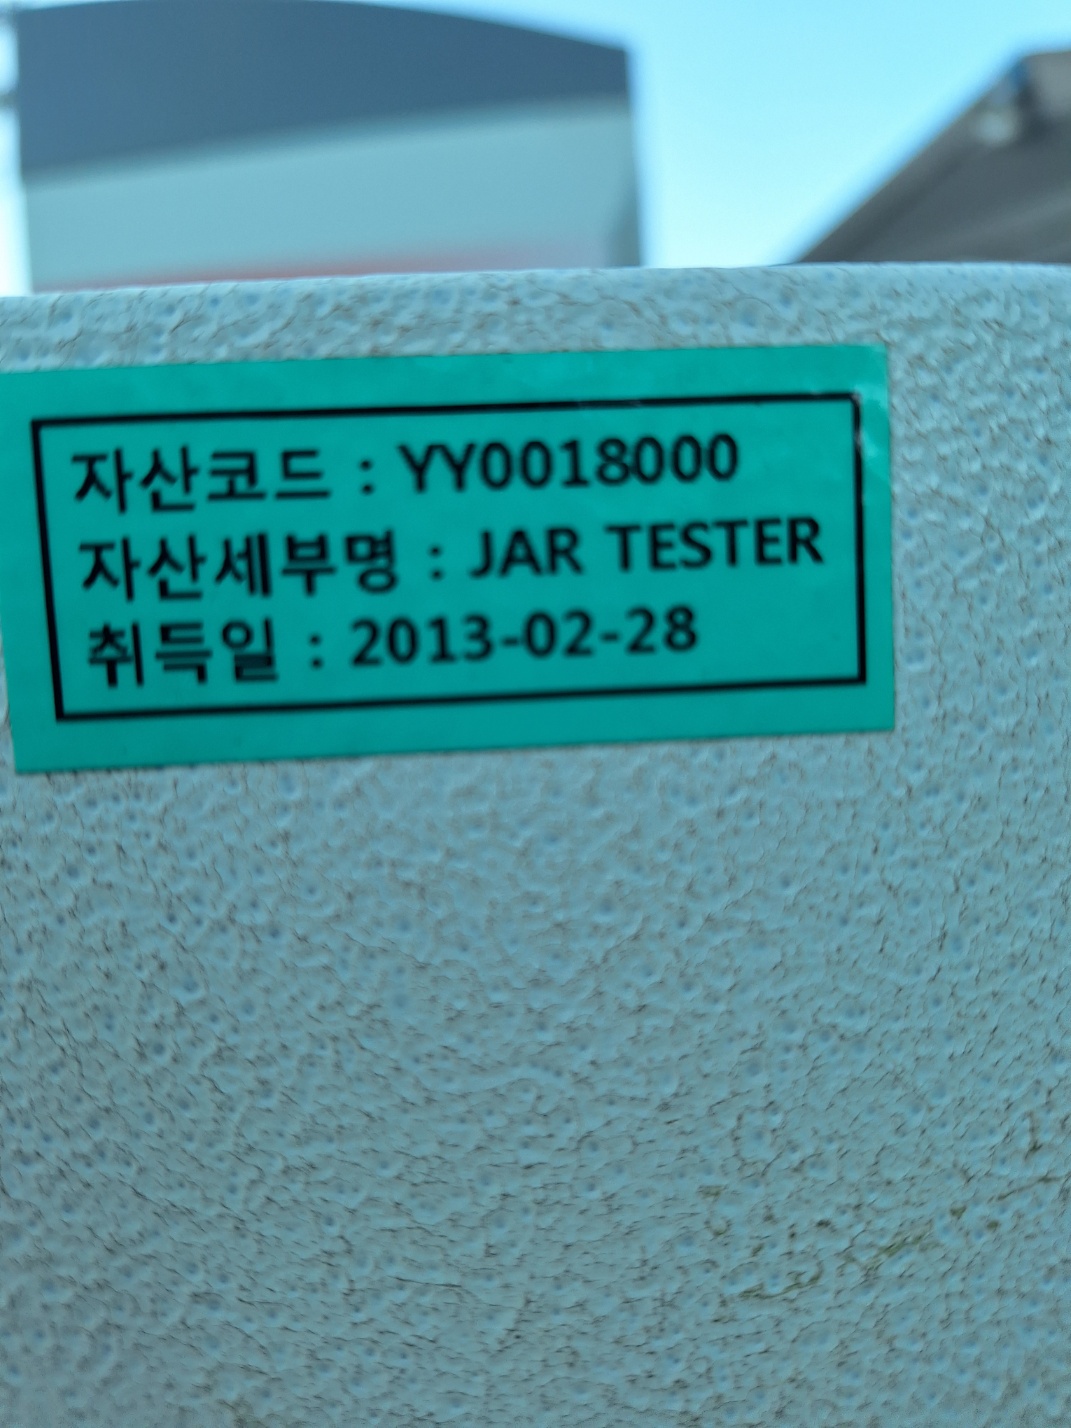 자산코드 : YY0018000
자산세부명 : JAR TESTER
취득일 : 2013-02-28